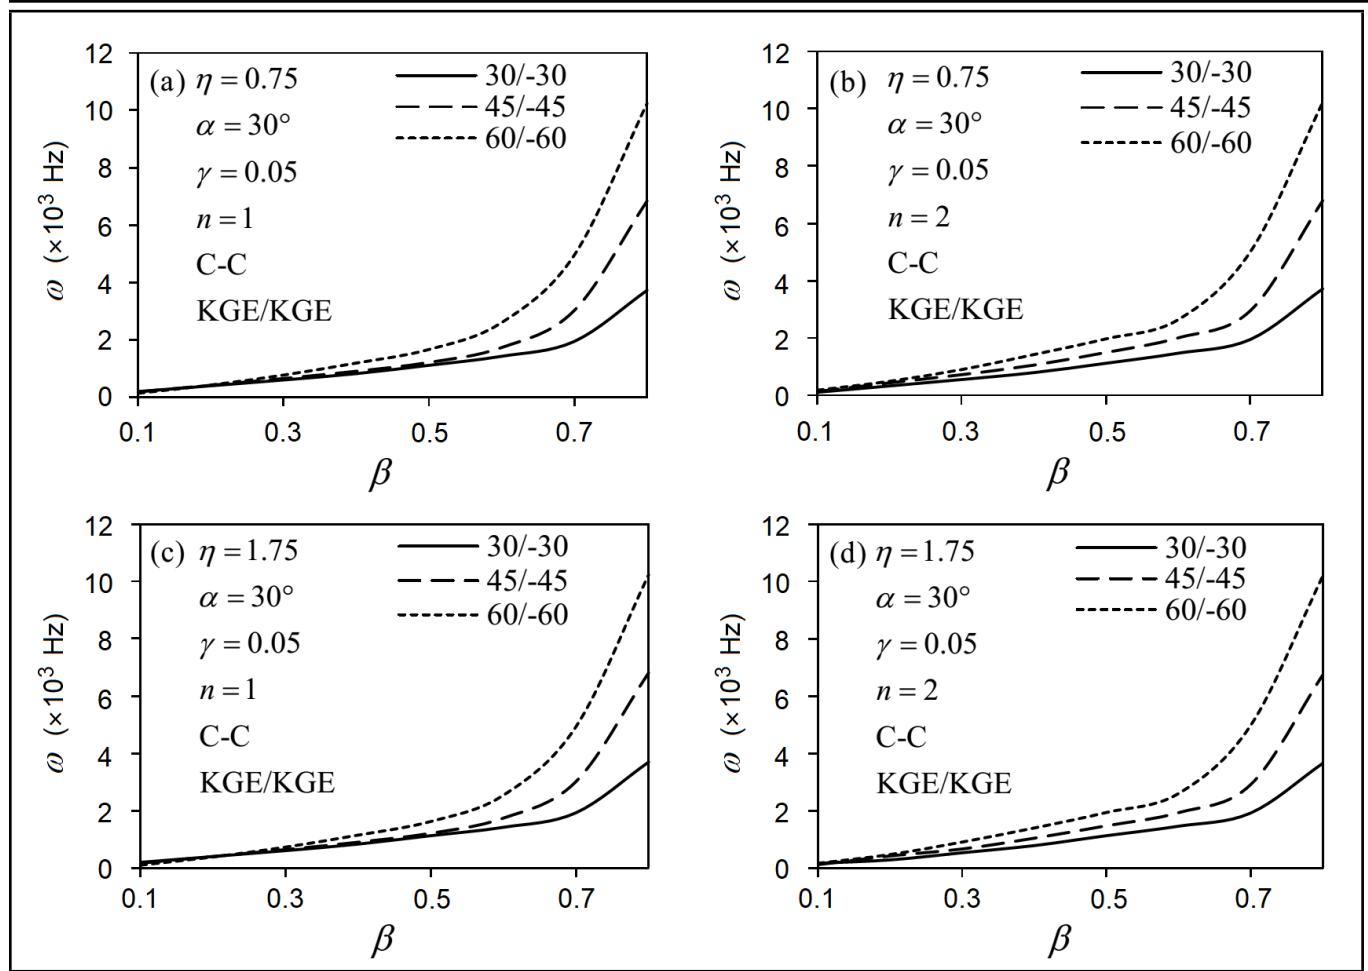 (a) η = 0.75
α = 30°
γ = 0.05
n = 1
C-C
KGE/KGE
30/-30
45/-45
60/-60
12
10
8
6
4
2
0
ω (×10³ Hz)
0.1 0.3 0.5 0.7
β
(b) η = 0.75
α = 30°
γ = 0.05
n = 2
C-C
KGE/KGE
30/-30
45/-45
60/-60
12
10
8
6
4
2
0
ω (×10³ Hz)
0.1 0.3 0.5 0.7
β
(c) η = 1.75
α = 30°
γ = 0.05
n = 1
C-C
KGE/KGE
30/-30
45/-45
60/-60
12
10
8
6
4
2
0
ω (×10³ Hz)
0.1 0.3 0.5 0.7
β
(d) η = 1.75
α = 30°
γ = 0.05
n = 2
C-C
KGE/KGE
30/-30
45/-45
60/-60
12
10
8
6
4
2
0
ω (×10³ Hz)
0.1 0.3 0.5 0.7
β